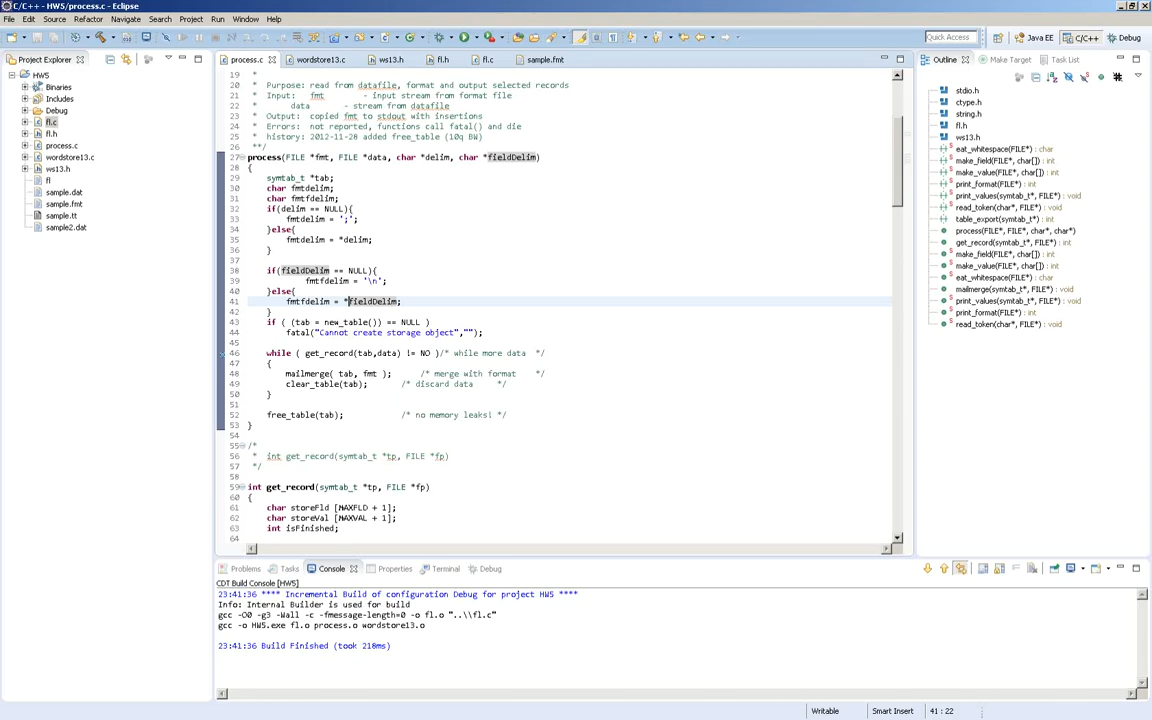 C/C++ - HW5/process.c - Eclipse
File Edit Source Refactor Navigate Search Project Run Window Help
Quick Access Java EE C/C++ Debug
Project Explorer process.c wordstore13.c ws13.h fl.h fl.c sample.fmt Outline Make Target Task List
HW5
Binaries
Includes
Debug
fl.c
fl.h
process.c
wordstore13.c
ws13.h
fl
sample.dat
sample.fmt
sample.tt
sample2.dat
19 *
20 * Purpose: read from datafile, format and output selected records
21 * Input: fmt - input stream from format file
22 data - stream from datafile
23 * Output: copied fmt to stdout with insertions
24 * Errors: not reported, functions call fatal() and die
25 * history: 2012-11-28 added free_table (10q BW)
26 **/
27 process(FILE *fmt, FILE *data, char *delim, char *fieldDelim)
28 {
29 symtab_t *tab;
30 char fmtdelim;
31 char fmtfdelim;
32 if(delim == NULL){
33 fmtdelim = ';';
34 }else{
35 fmtdelim = *delim;
36 }
37
38 if(fieldDelim == NULL){
39 fmtfdelim = '\n';
40 }else{
41 fmtfdelim = *fieldDelim;
42 }
43 if ( (tab = new_table()) == NULL )
44 fatal("Cannot create storage object","");
45
46 while ( get_record(tab,data) != NO )/* while more data */
47 {
48 mailmerge( tab, fmt ); /* merge with format */
49 clear_table(tab); /* discard data */
50 }
51
52 free_table(tab); /* no memory leaks! */
53 }
54
55 /*
56 * int get_record(symtab_t *tp, FILE *fp)
57 */
58
59 int get_record(symtab_t *tp, FILE *fp)
60 {
61 char storeFld [MAXFLD + 1];
62 char storeVal [MAXVAL + 1];
63 int isFinished;
64
stdio.h
ctype.h
string.h
fl.h
ws13.h
eat_whitespace(FILE*) : char
make_field(FILE*, char[]) : int
make_value(FILE*, char[]) : int
print_format(FILE*) : int
print_values(symtab_t*, FILE*) : void
read_token(char*, FILE*) : void
table_export(symtab_t*) : int
process(FILE*, FILE*, char*, char*)
get_record(symtab_t*, FILE*) : int
make_field(FILE*, char[]) : int
make_value(FILE*, char[]) : int
eat_whitespace(FILE*) : char
mailmerge(symtab_t*, FILE*) : int
print_values(symtab_t*, FILE*) : void
print_format(FILE*) : int
read_token(char*, FILE*) : void
Problems Tasks Console Properties Terminal Debug
CDT Build Console [HW5]
23:41:36 **** Incremental Build of configuration Debug for project HW5 ****
Info: Internal Builder is used for build
gcc -O0 -g3 -Wall -c -fmessage-length=0 -o fl.o "..\\fl.c"
gcc -o HW5.exe fl.o process.o wordstore13.o
23:41:36 Build Finished (took 210ms)
Writable Smart Insert 41 : 22